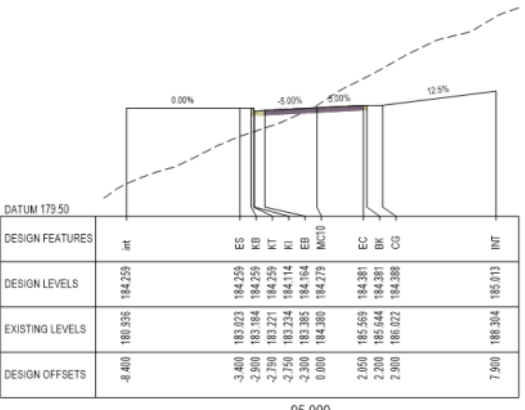 0.00%
-5.00%
-5.00%
12.5%
DATUM 179.50
DESIGN FEATURES int ES KB KT KI EB MC10 EC BK CG INT
DESIGN LEVELS 184.259 184.259 184.259 184.259 184.114 184.164 184.279 184.381 184.381 184.388 185.013
EXISTING LEVELS 180.936 183.023 183.184 183.221 183.234 183.385 184.380 185.569 185.644 186.022 188.304
DESIGN OFFSETS -8.400 -3.400 -2.900 -2.790 -2.750 -2.300 0.000 2.050 2.200 2.900 7.900